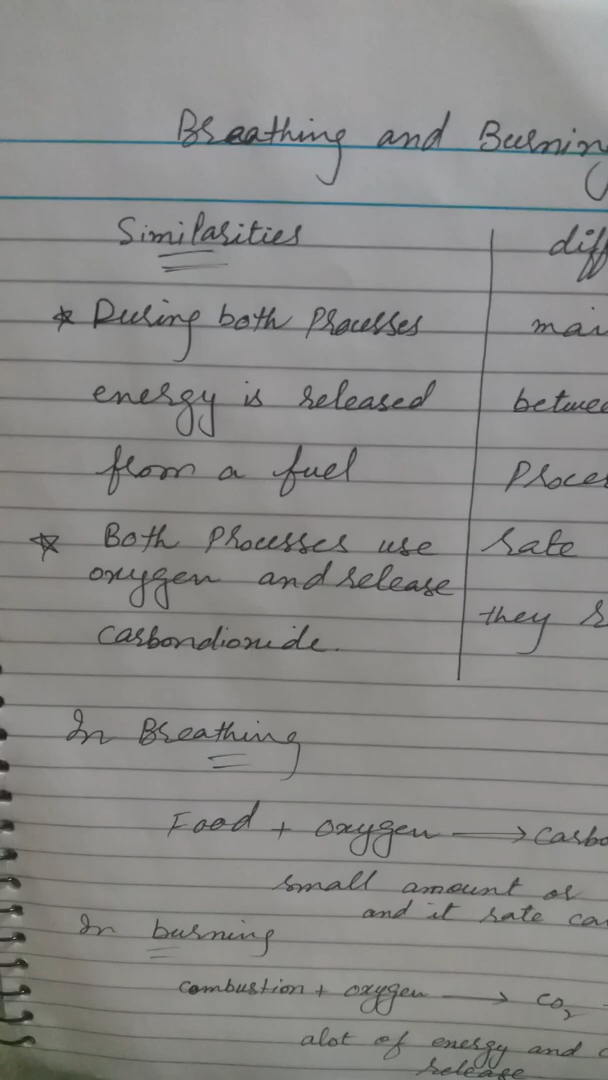 Breathing and Burning
Similarities
diff
* During both Processes
mai
energy is released
betwee
from a fuel
Proces
* Both Processes use
rate
oxygen and release
they r
carbondioxide.
In Breathing
Food + oxygen → carbo
small amount of
and it rate ca
In burning
combustion + oxygen → CO2
alot of energy and
release